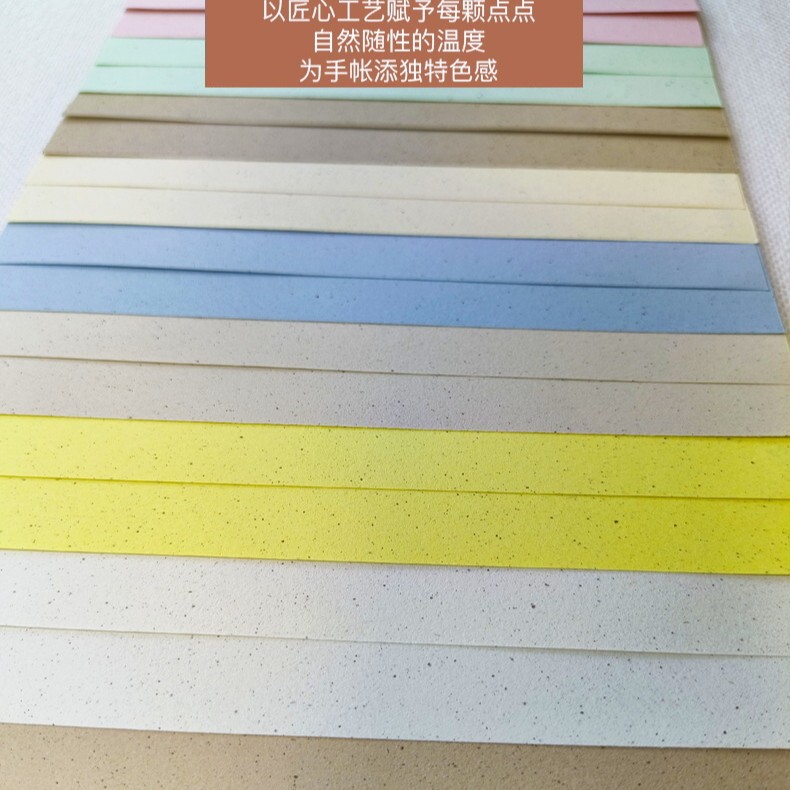 以匠心工艺赋予每颗点点
自然随性的温度
为手帐添独特色感